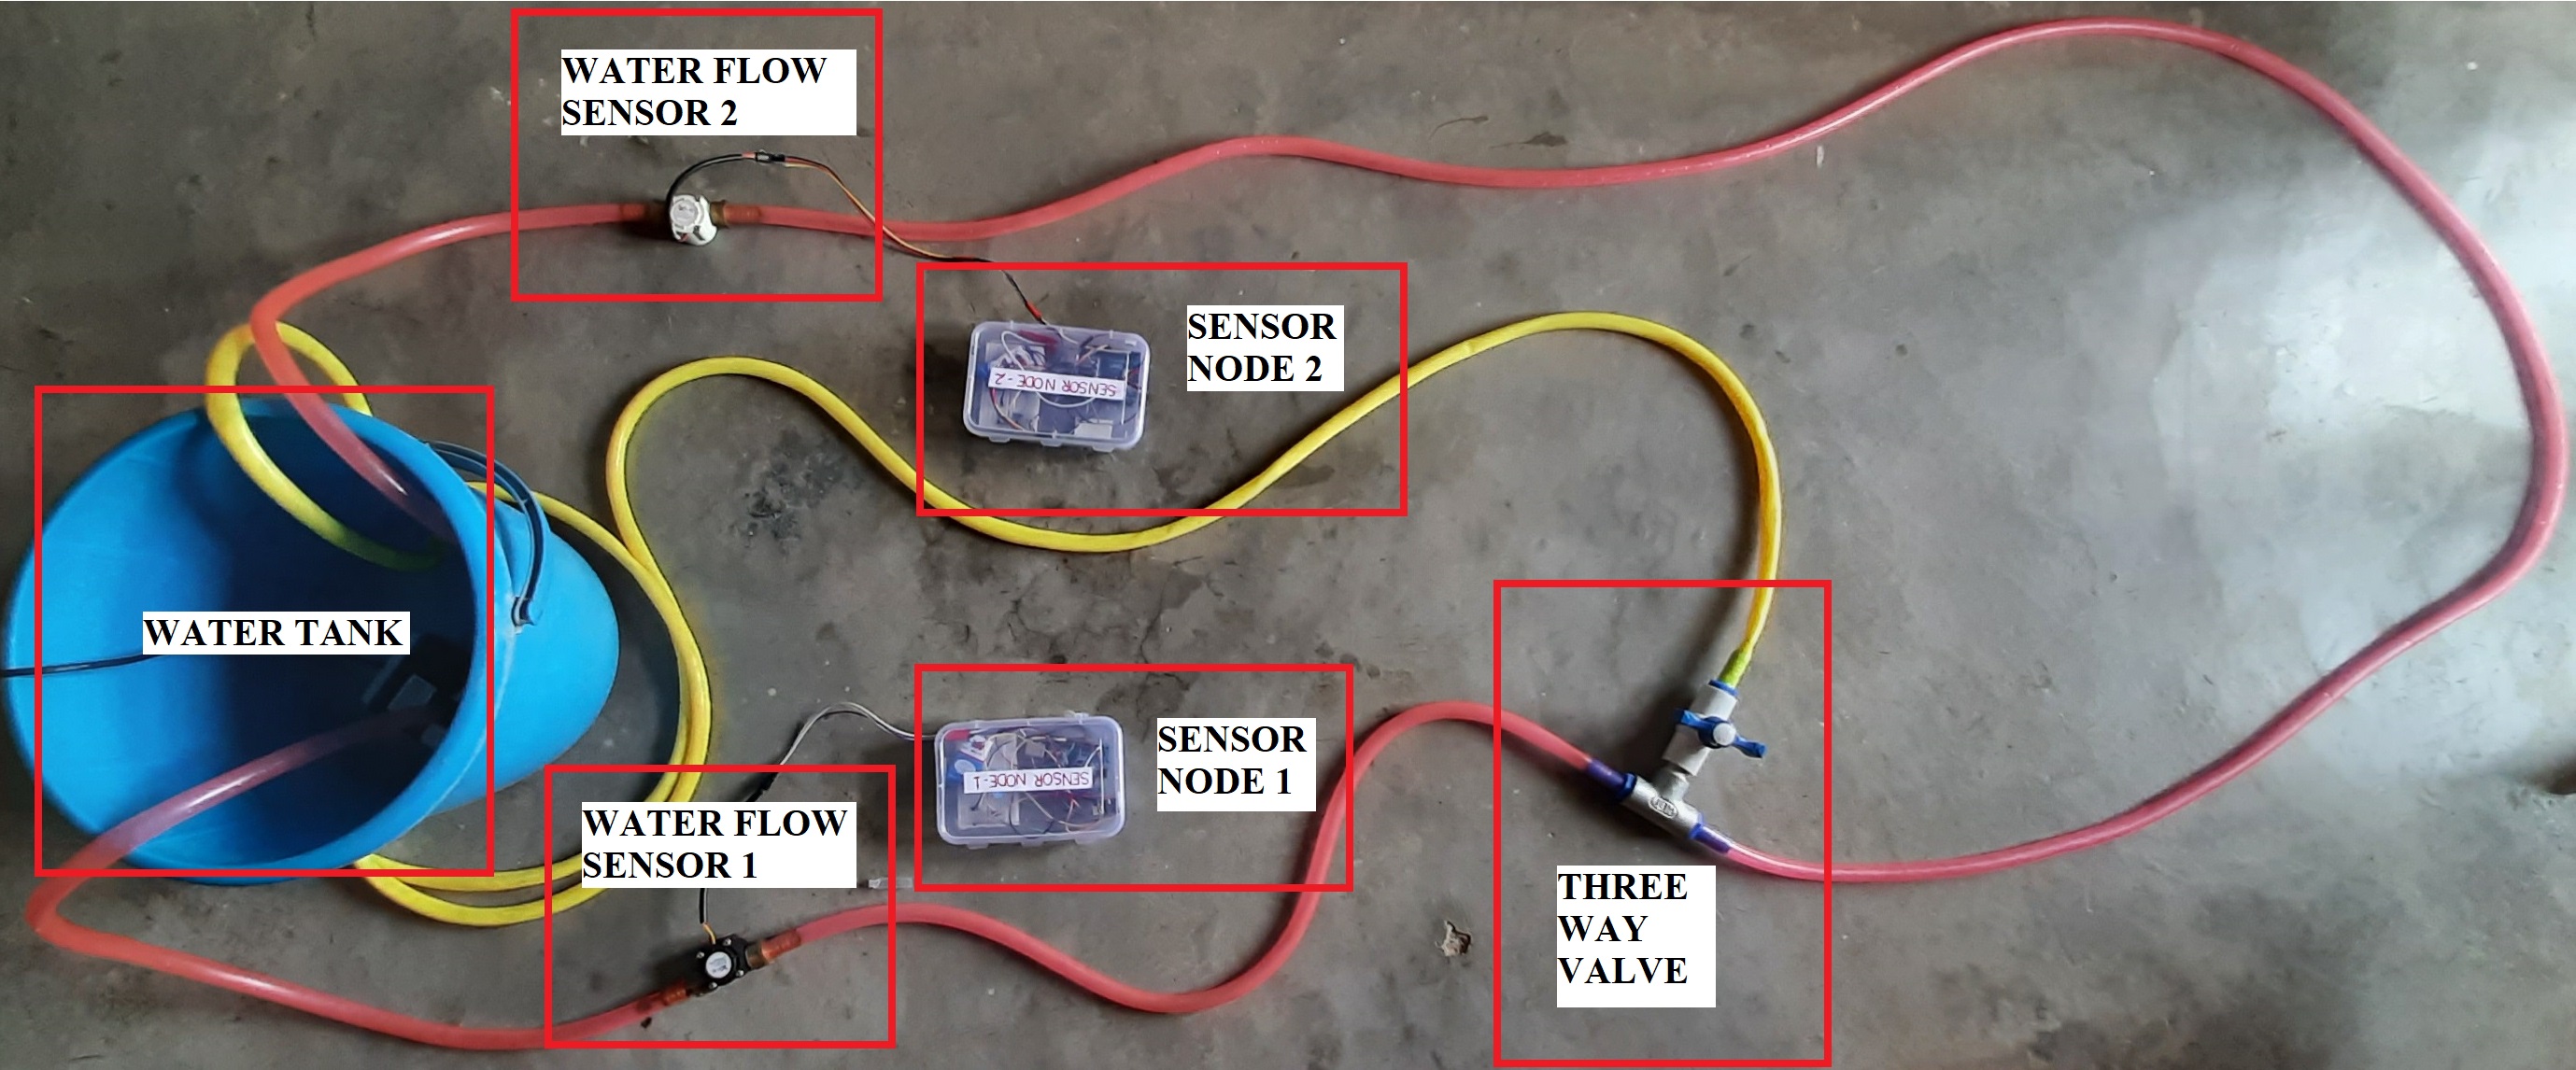 WATER FLOW
SENSOR 2
SENSOR
NODE 2
SENSOR NODE-2
WATER TANK
SENSOR
NODE 1
SENSOR NODE-1
WATER FLOW
SENSOR 1
THREE
WAY
VALVE